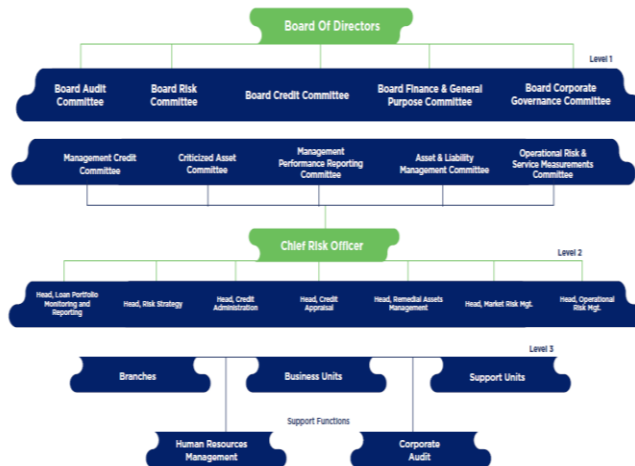 Board Of Directors
Level 1
Board Audit
Committee
Board Risk
Committee
Board Credit Committee
Board Finance & General
Purpose Committee
Board Corporate
Governance Committee
Management Credit
Committee
Criticized Asset
Committee
Management
Performance Reporting
Committee
Asset & Liability
Management Committee
Operational Risk &
Service Measurements
Committee
Chief Risk Officer
Level 2
Head, Loan Portfolio
Monitoring and
Reporting
Head, Risk Strategy
Head, Credit
Administration
Head, Credit
Appraisal
Head, Remedial Assets
Management
Head, Market Risk Mgt.
Head, Operational
Risk Mgt.
Level 3
Branches
Business Units
Support Units
Support Functions
Human Resources
Management
Corporate
Audit